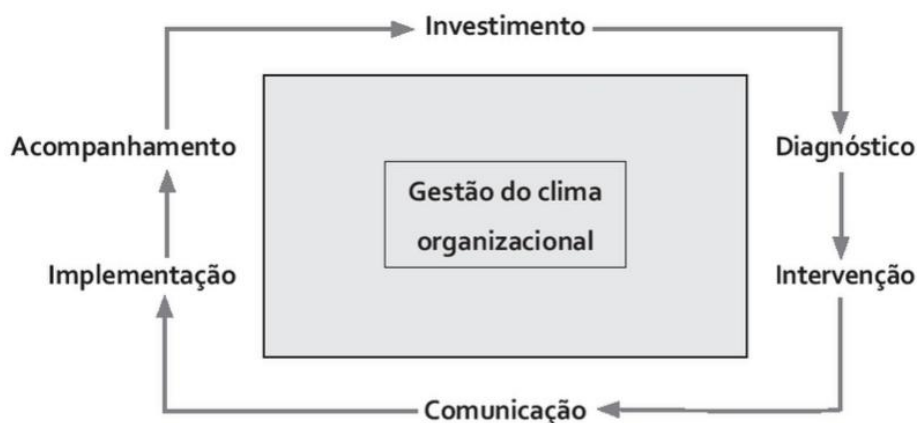 Investimento
Acompanhamento
Diagnóstico
Gestão do clima
organizacional
Implementação
Intervenção
Comunicação